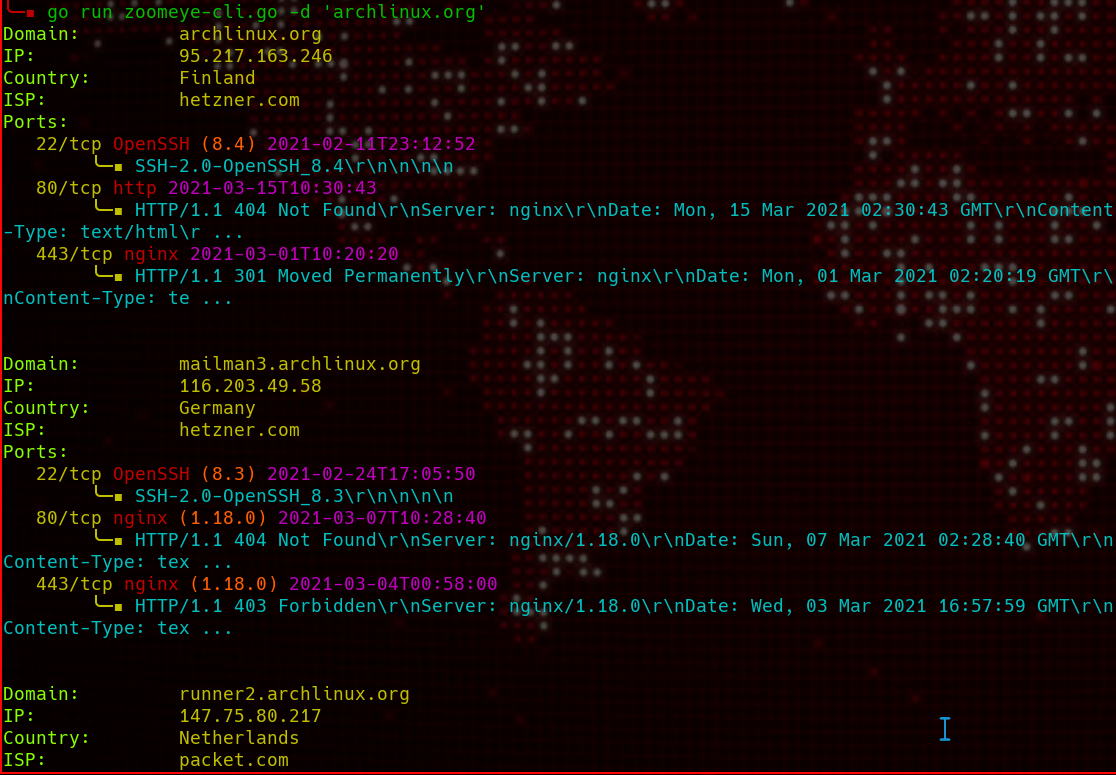 go run zoomeye-cli.go -d 'archlinux.org'
Domain: archlinux.org
IP: 95.217.163.246
Country: Finland
ISP: hetzner.com
Ports:
22/tcp OpenSSH (8.4) 2021-02-11T23:12:52
SSH-2.0-OpenSSH_8.4\r\n\n\n\n
80/tcp http 2021-03-15T10:30:43
HTTP/1.1 404 Not Found\r\nServer: nginx\r\nDate: Mon, 15 Mar 2021 02:30:43 GMT\r\nContent
-Type: text/html\r ...
443/tcp nginx 2021-03-01T10:20:20
HTTP/1.1 301 Moved Permanently\r\nServer: nginx\r\nDate: Mon, 01 Mar 2021 02:20:19 GMT\r\
nContent-Type: te ...
Domain: mailman3.archlinux.org
IP: 116.203.49.58
Country: Germany
ISP: hetzner.com
Ports:
22/tcp OpenSSH (8.3) 2021-02-24T17:05:50
SSH-2.0-OpenSSH_8.3\r\n\n\n\n
80/tcp nginx (1.18.0) 2021-03-07T10:28:40
HTTP/1.1 404 Not Found\r\nServer: nginx/1.18.0\r\nDate: Sun, 07 Mar 2021 02:28:40 GMT\r\n
Content-Type: tex ...
443/tcp nginx (1.18.0) 2021-03-04T00:58:00
HTTP/1.1 403 Forbidden\r\nServer: nginx/1.18.0\r\nDate: Wed, 03 Mar 2021 16:57:59 GMT\r\n
Content-Type: tex ...
Domain: runner2.archlinux.org
IP: 147.75.80.217
Country: Netherlands
ISP: packet.com